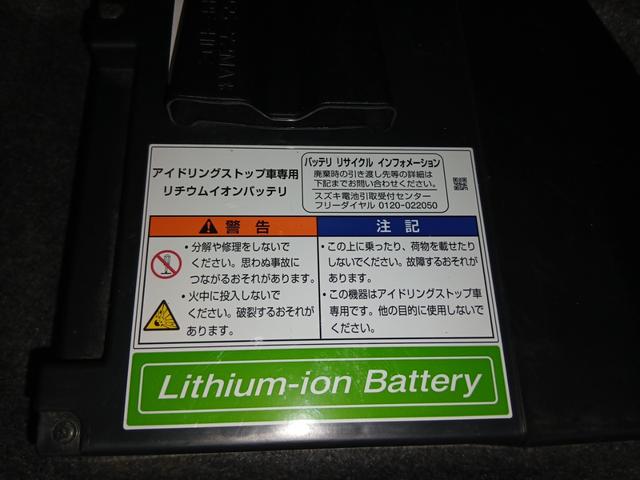 アイドリングストップ車専用
リチウムイオンバッテリ
バッテリ リサイクル インフォメーション
廃棄時の引き渡し先等の詳細は
下記までお問い合わせください。
スズキ電池引取受付センター
フリーダイヤル 0120-022050
警告
・分解や修理をしないで
ください。思わぬ事故に
つながるおそれがあります。
・火中に投入しないで
ください。破裂するおそれが
あります。
注記
・この上に乗ったり、荷物を載せたり
しないでください。故障するおそれが
あります。
・この機器はアイドリングストップ車
専用です。他の目的に使用しないで
ください。
Lithium-ion Battery